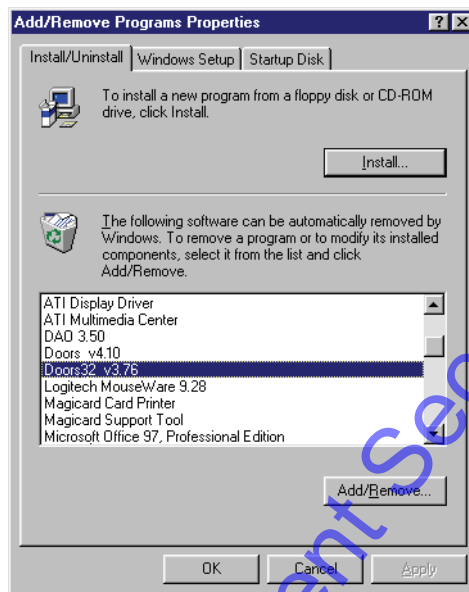 Add/Remove Programs Properties
Install/Uninstall Windows Setup Startup Disk
To install a new program from a floppy disk or CD-ROM
drive, click Install.
Install...
The following software can be automatically removed by
Windows. To remove a program or to modify its installed
components, select it from the list and click
Add/Remove.
ATI Display Driver
ATI Multimedia Center
DAO 3.50
Doors v4.10
Doors32 v3.76
Logitech MouseWare 9.28
Magicard Card Printer
Magicard Support Tool
Microsoft Office 97, Professional Edition
Add/Remove...
OK Cancel Apply
ent Sec